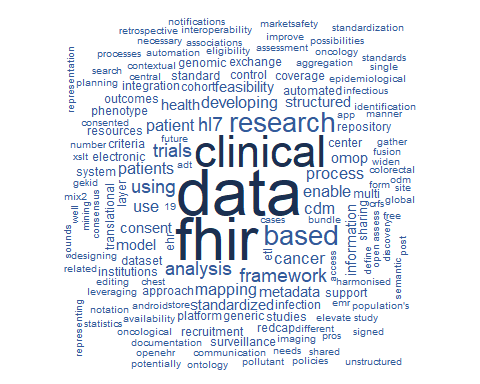 notifications marketsafety
retrospective interoperability standardization
necessary associations improve possibilities
processes automation eligibility assessment oncology
representation
contextual genomic exchange aggregation standards
search central standard control coverage epidemiological single
planning integration cohort feasibility automated infectious
outcomes health developing structured identification
phenotype app manner
consented patient hl7 research repository
resources
number criteria trials clinical center gather
xslt electronic future omop fusion
widen
system patients adt process colorectal
gekid layer data enable multi form odm
mix2 using cdm crfs site
mining well consensus translational use 19 global
sounds consent ehr fhir cases bundle information sharing free
based access define open assess discovery post
designing model etl
related dataset analysis cancer semantic
institutions framework
editing chest harmonised
leveraging approach mapping metadata support
representing
notation android store standardized infection emr population's
statistics availability platform generic studies elevate study
oncological recruitment redcap different signed
documentation surveillance imaging pros
openehr communication needs shared
potentially ontology pollutant policies unstructured